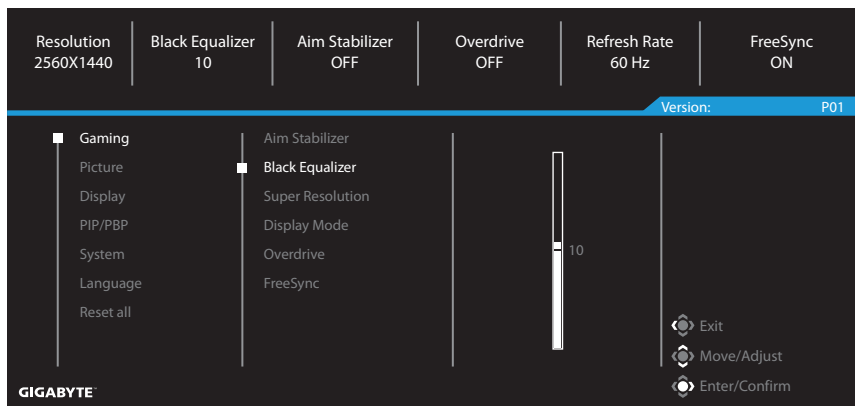 Resolution
2560X1440
Black Equalizer
10
Aim Stabilizer
OFF
Overdrive
OFF
Refresh Rate
60 Hz
FreeSync
ON
Version: P01
Gaming
Picture
Display
PIP/PBP
System
Language
Reset all
Aim Stabilizer
Black Equalizer
Super Resolution
Display Mode
Overdrive
FreeSync
10
Exit
Move/Adjust
Enter/Confirm
GIGABYTE™